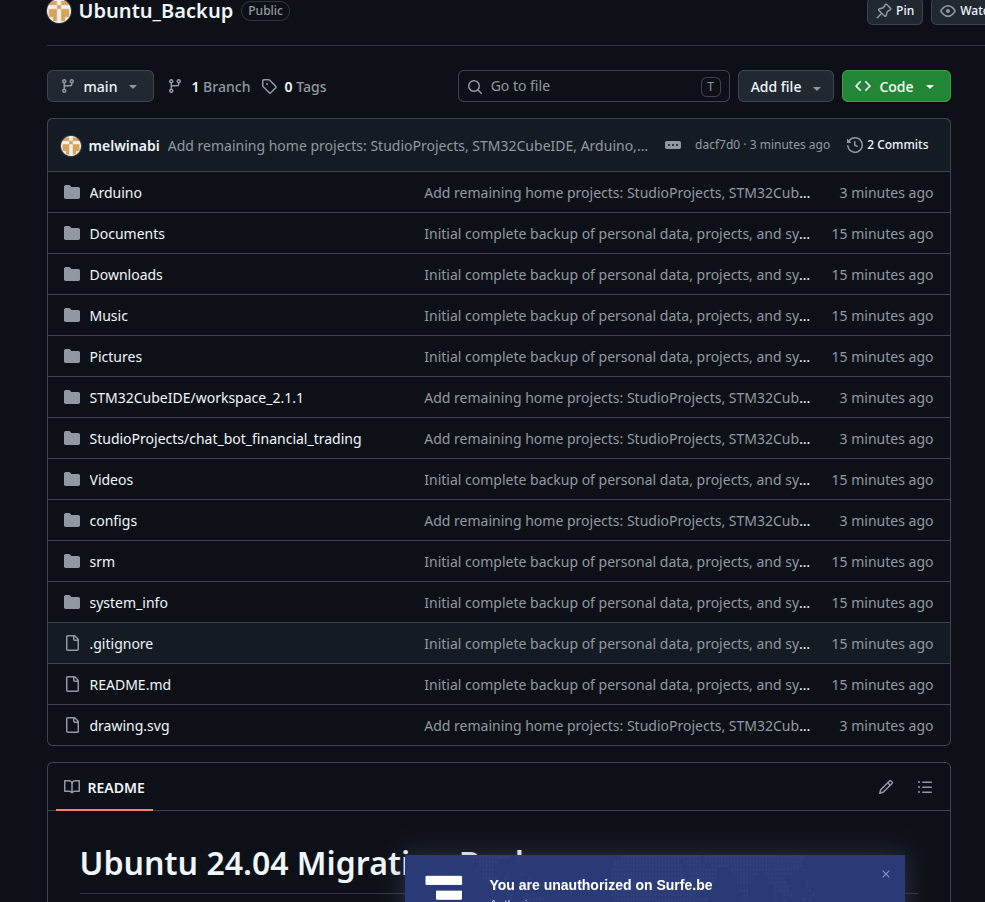 Ubuntu_Backup Public Pin
main 1 Branch 0 Tags Go to file T Add file Code
melwinabi Add remaining home projects: StudioProjects, STM32CubeIDE, Arduino,... dacf7d0 · 3 minutes ago 2 Commits
Arduino Add remaining home projects: StudioProjects, STM32Cub... 3 minutes ago
Documents Initial complete backup of personal data, projects, and sy... 15 minutes ago
Downloads Initial complete backup of personal data, projects, and sy... 15 minutes ago
Music Initial complete backup of personal data, projects, and sy... 15 minutes ago
Pictures Initial complete backup of personal data, projects, and sy... 15 minutes ago
STM32CubeIDE/workspace_2.1.1 Add remaining home projects: StudioProjects, STM32Cub... 3 minutes ago
StudioProjects/chat_bot_financial_trading Add remaining home projects: StudioProjects, STM32Cub... 3 minutes ago
Videos Initial complete backup of personal data, projects, and sy... 15 minutes ago
configs Add remaining home projects: StudioProjects, STM32Cub... 3 minutes ago
srm Initial complete backup of personal data, projects, and sy... 15 minutes ago
system_info Initial complete backup of personal data, projects, and sy... 15 minutes ago
.gitignore Initial complete backup of personal data, projects, and sy... 15 minutes ago
README.md Initial complete backup of personal data, projects, and sy... 15 minutes ago
drawing.svg Add remaining home projects: StudioProjects, STM32Cub... 3 minutes ago
README
Ubuntu 24.04
You are unauthorized on Surfe.be